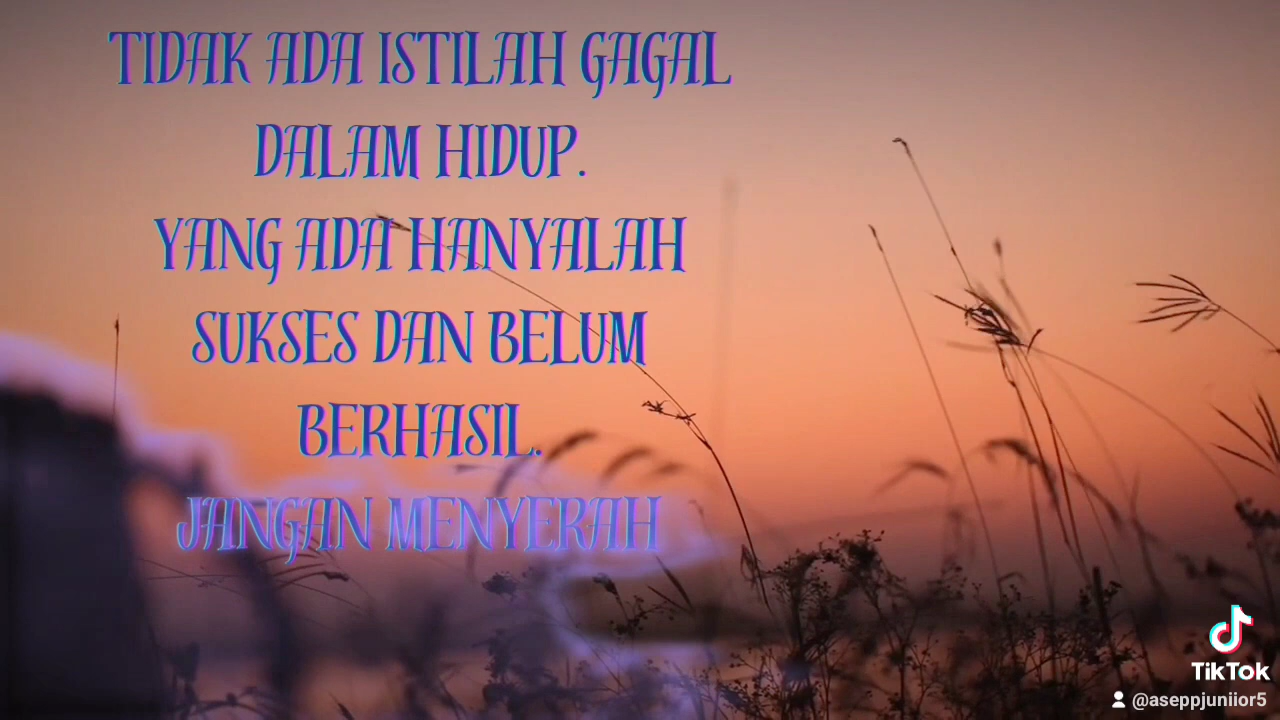 TIDAK ADA ISTILAH GAGAL
DALAM HIDUP.
YANG ADA HANYALAH
SUKSES DAN BELUM
BERHASIL.
JANGAN MENYERAH
TikTok
@aseppjuniior5